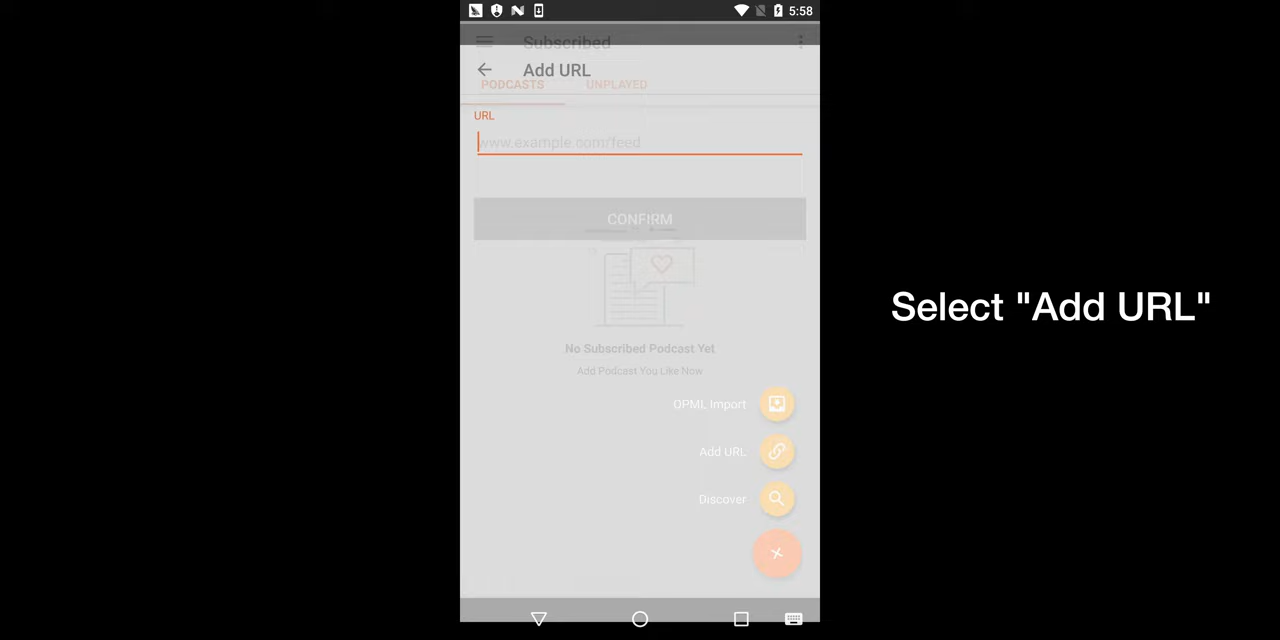 5:58
Subscribed
Add URL
PODCASTS
UNPLAYED
URL
www.example.com/feed
CONFIRM
No Subscribed Podcast Yet
Add Podcast You Like Now
OPML Import
Add URL
Discover
Select "Add URL"